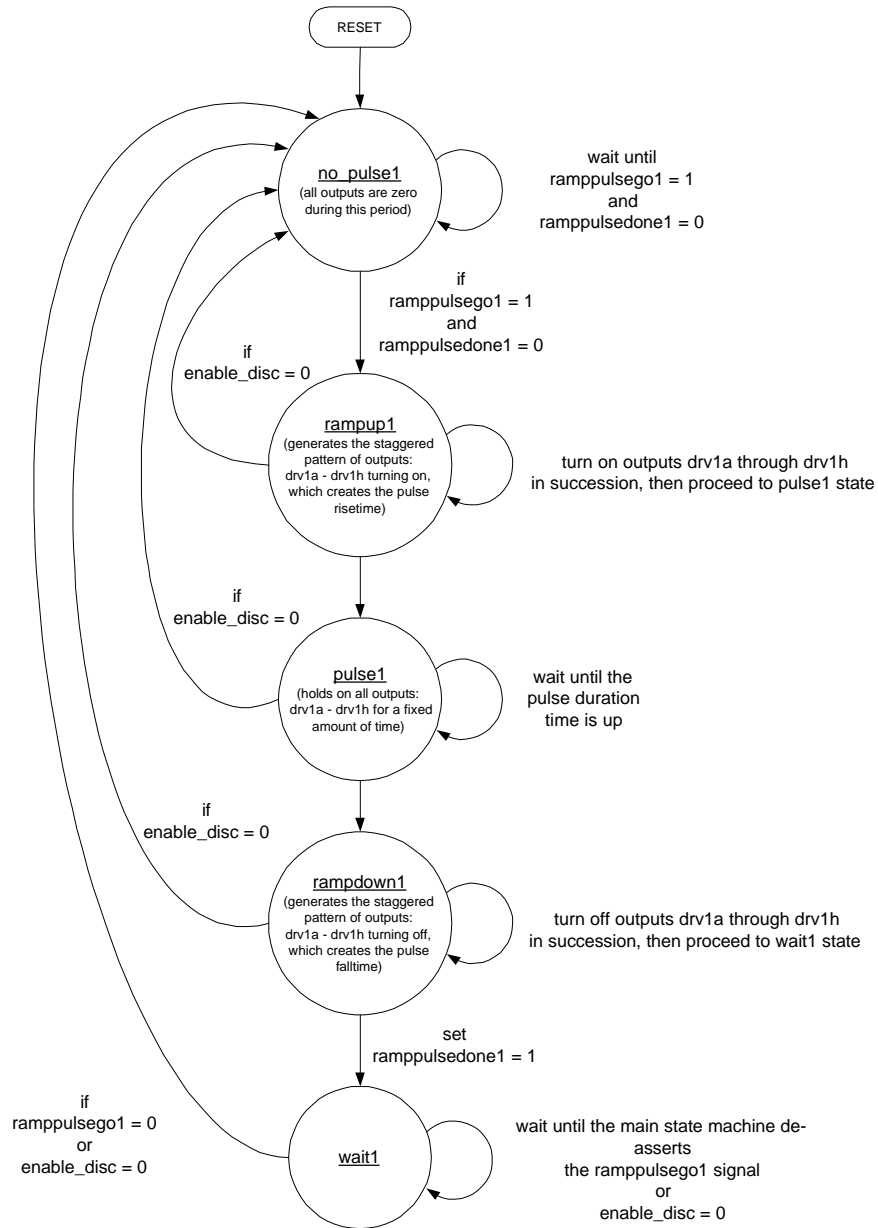 RESET
no_pulse1
(all outputs are zero
during this period)
wait until
ramppulsego1 = 1
and
ramppulsedone1 = 0
if
ramppulsego1 = 1
and
ramppulsedone1 = 0
if
enable_disc = 0
rampup1
(generates the staggered
pattern of outputs:
drv1a - drv1h turning on,
which creates the pulse
risetime)
turn on outputs drv1a through drv1h
in succession, then proceed to pulse1 state
if
enable_disc = 0
pulse1
(holds on all outputs:
drv1a - drv1h for a fixed
amount of time)
wait until the
pulse duration
time is up
if
enable_disc = 0
rampdown1
(generates the staggered
pattern of outputs:
drv1a - drv1h turning off,
which creates the pulse
falltime)
turn off outputs drv1a through drv1h
in succession, then proceed to wait1 state
set
ramppulsedone1 = 1
if
ramppulsego1 = 0
or
enable_disc = 0
wait1
wait until the main state machine de-
asserts
the ramppulsego1 signal
or
enable_disc = 0